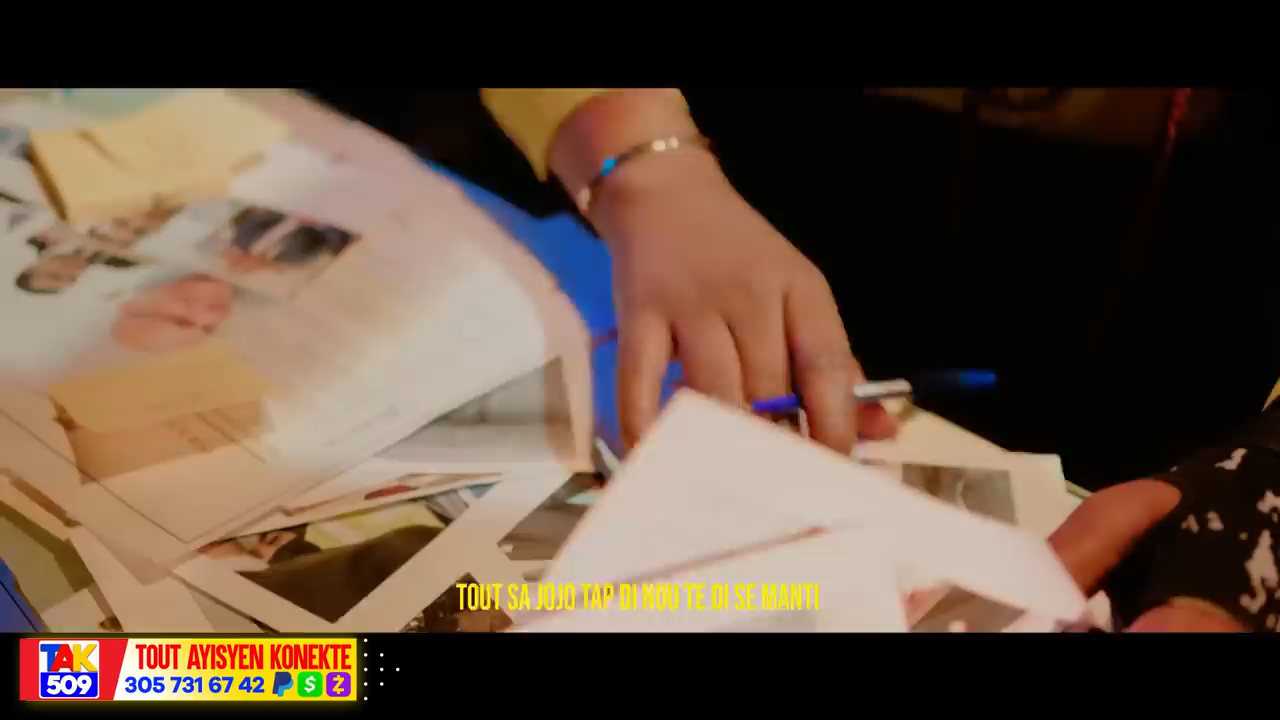 TOUT SA JOJO TAP DI NOU TE DI SE MANTI
TAK
509
TOUT AYISYEN KONEKTE
305 731 67 42